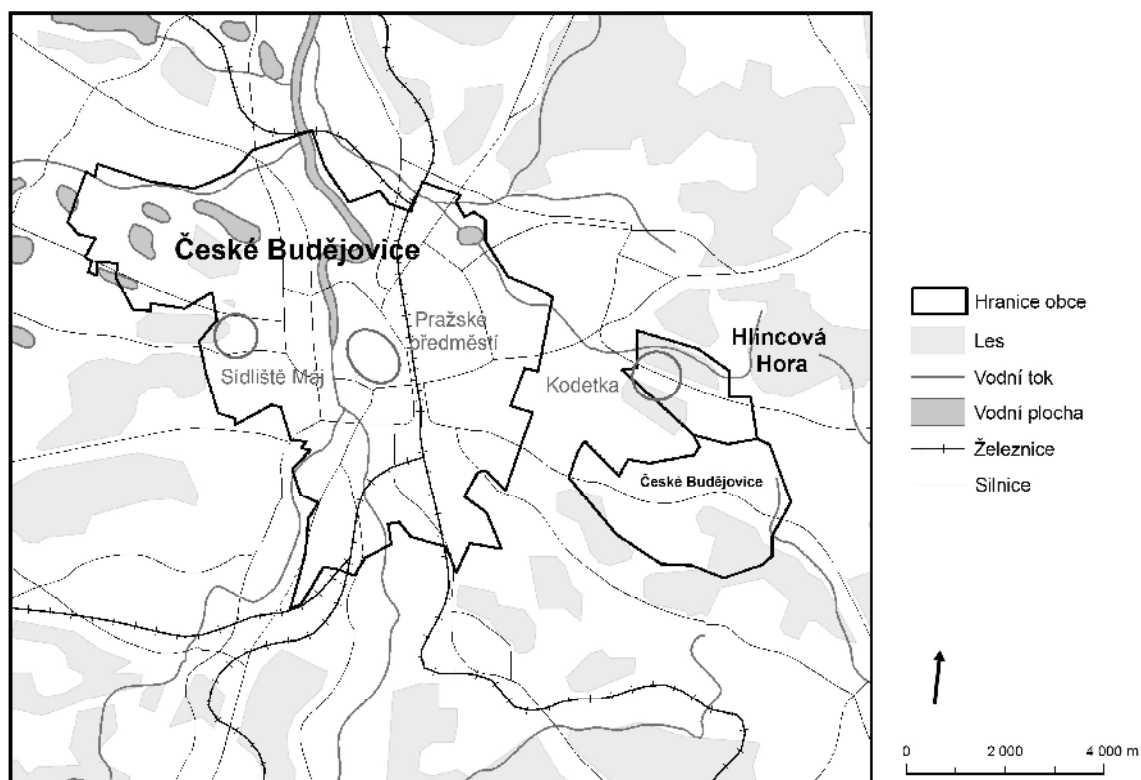 České Budějovice
Pražské
předměstí
Sídliště Máj
Kodetka
Hlincová
Hora
České Budějovice
Hranice obce
Les
Vodní tok
Vodní plocha
Železnice
Silnice
0 2 000 4 000 m